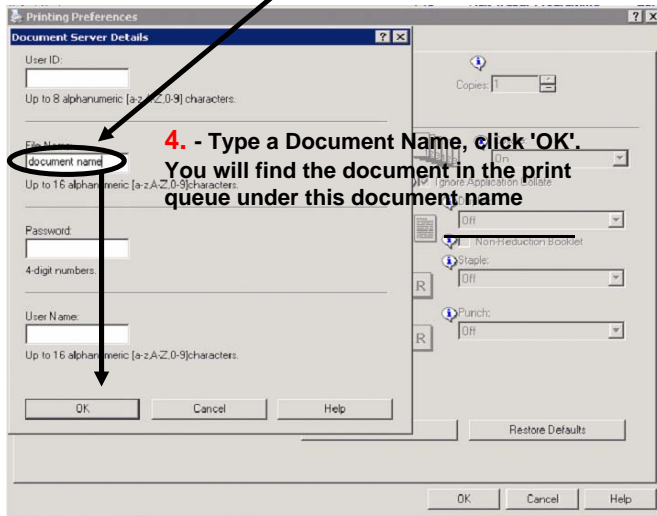 Printing Preferences
Document Server Details
User ID:
Up to 8 alphanumeric [a-z,A-Z,0-9] characters.
Copies: 1
File Name:
document name
Up to 16 alphanumeric [a-z,A-Z,0-9]characters.
4. - Type a Document Name, click 'OK'.
You will find the document in the print
queue under this document name
On
Ignore Application Collate
Off
Non-Reduction Booklet
Password:
4-digit numbers.
Staple:
Off
R
User Name:
Up to 16 alphanumeric [a-z,A-Z,0-9]characters.
Punch:
Off
R
OK Cancel Help
Restore Defaults
OK Cancel Help